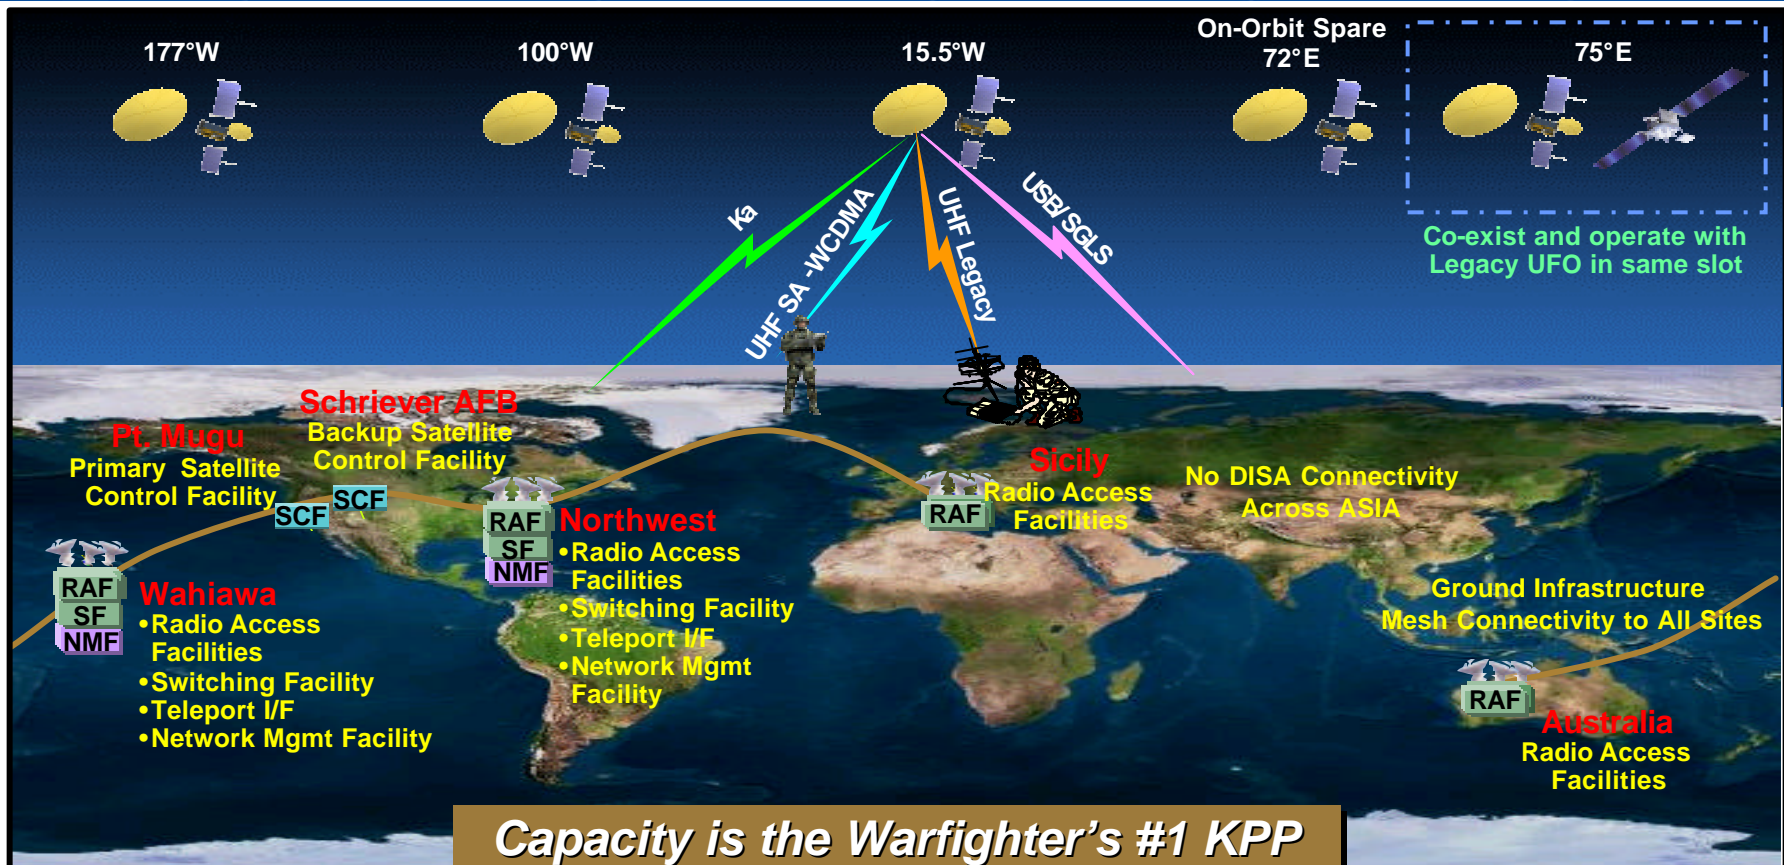 177°W
100°W
15.5°W
On-Orbit Spare
72°E
75°E
Co-exist and operate with
Legacy UFO in same slot
Ka
UHF SA -WCDMA
UHF Legacy
USB/SGLS
Schriever AFB
Backup Satellite
Control Facility
Pt. Mugu
Primary Satellite
Control Facility
SCF
SCF
RAF
SF
NMF
Northwest
•Radio Access
Facilities
•Switching Facility
•Teleport I/F
•Network Mgmt
Facility
Sicily
Radio Access
Facilities
RAF
No DISA Connectivity
Across ASIA
RAF
SF
NMF
Wahiawa
•Radio Access
Facilities
•Switching Facility
•Teleport I/F
•Network Mgmt Facility
Ground Infrastructure
Mesh Connectivity to All Sites
RAF
Australia
Radio Access
Facilities
Capacity is the Warfighter's #1 KPP